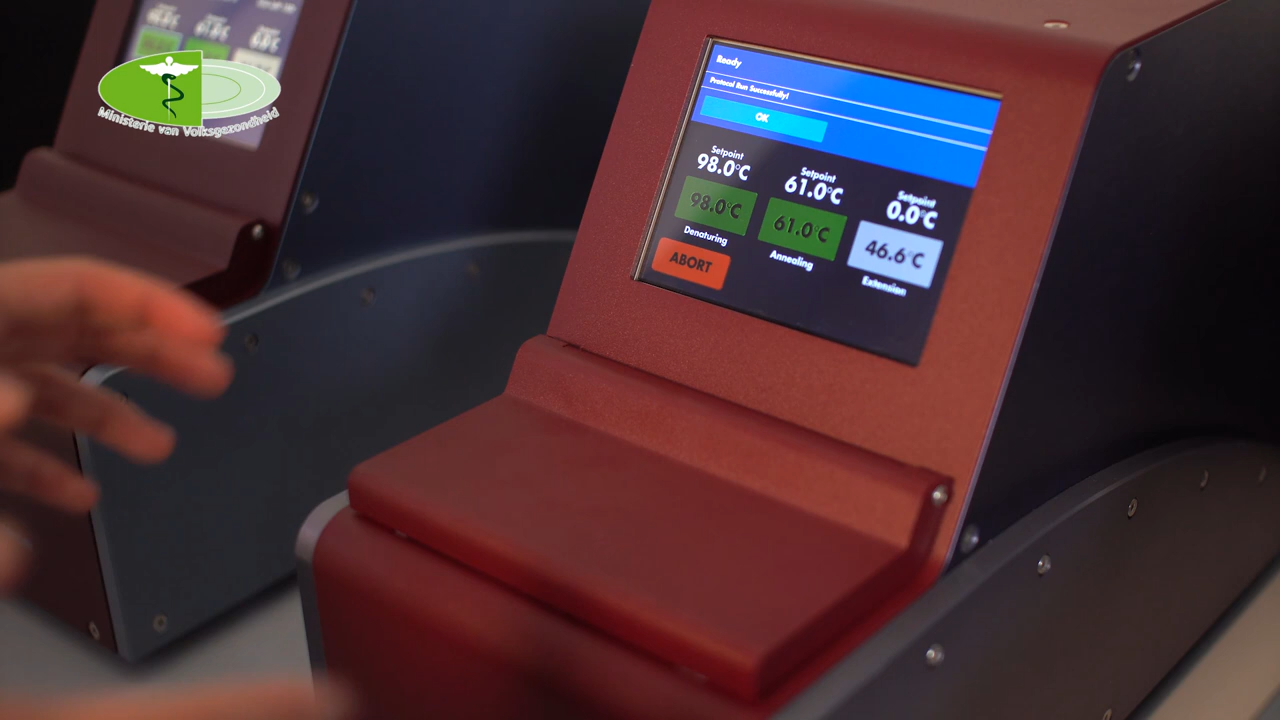 Ministerie van Volksgezondheid
Ready
Protocol Run Successfully!
OK
Setpoint
98.0°C
98.0°C
Denaturing
ABORT
Setpoint
61.0°C
61.0°C
Annealing
Setpoint
0.0°C
46.6°C
Extension